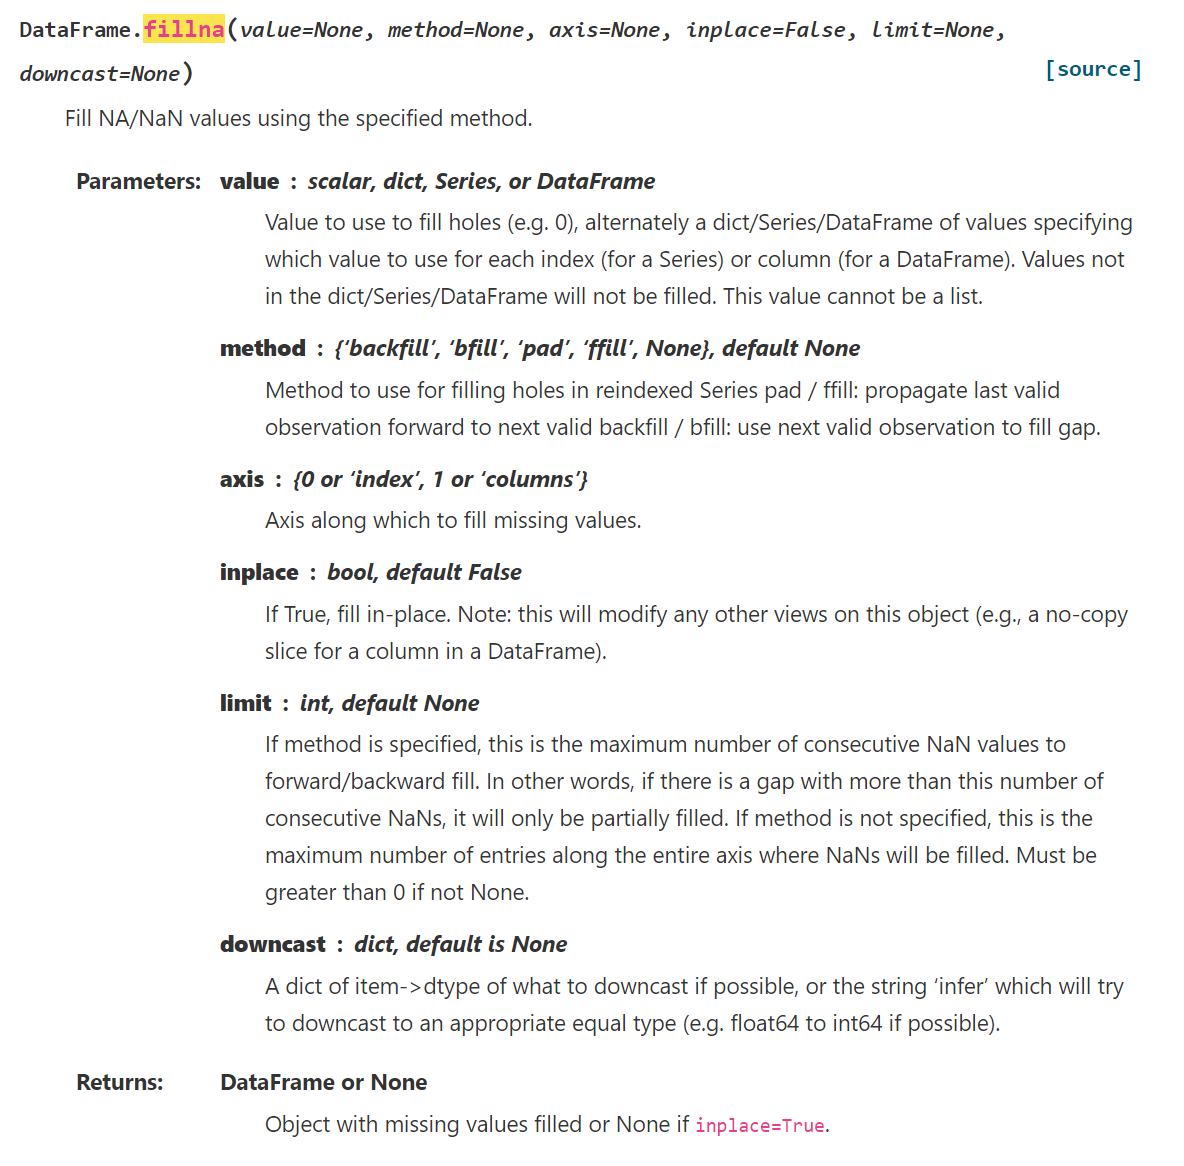 DataFrame.fillna(value=None, method=None, axis=None, inplace=False, limit=None,
downcast=None) [source]
Fill NA/NaN values using the specified method.
Parameters: value : scalar, dict, Series, or DataFrame
Value to use to fill holes (e.g. 0), alternately a dict/Series/DataFrame of values specifying
which value to use for each index (for a Series) or column (for a DataFrame). Values not
in the dict/Series/DataFrame will not be filled. This value cannot be a list.
method : {‘backfill’, ‘bfill’, ‘pad’, ‘ffill’, None}, default None
Method to use for filling holes in reindexed Series pad / ffill: propagate last valid
observation forward to next valid backfill / bfill: use next valid observation to fill gap.
axis : {0 or ‘index’, 1 or ‘columns’}
Axis along which to fill missing values.
inplace : bool, default False
If True, fill in-place. Note: this will modify any other views on this object (e.g., a no-copy
slice for a column in a DataFrame).
limit : int, default None
If method is specified, this is the maximum number of consecutive NaN values to
forward/backward fill. In other words, if there is a gap with more than this number of
consecutive NaNs, it will only be partially filled. If method is not specified, this is the
maximum number of entries along the entire axis where NaNs will be filled. Must be
greater than 0 if not None.
downcast : dict, default is None
A dict of item->dtype of what to downcast if possible, or the string ‘infer’ which will try
to downcast to an appropriate equal type (e.g. float64 to int64 if possible).
Returns: DataFrame or None
Object with missing values filled or None if inplace=True.